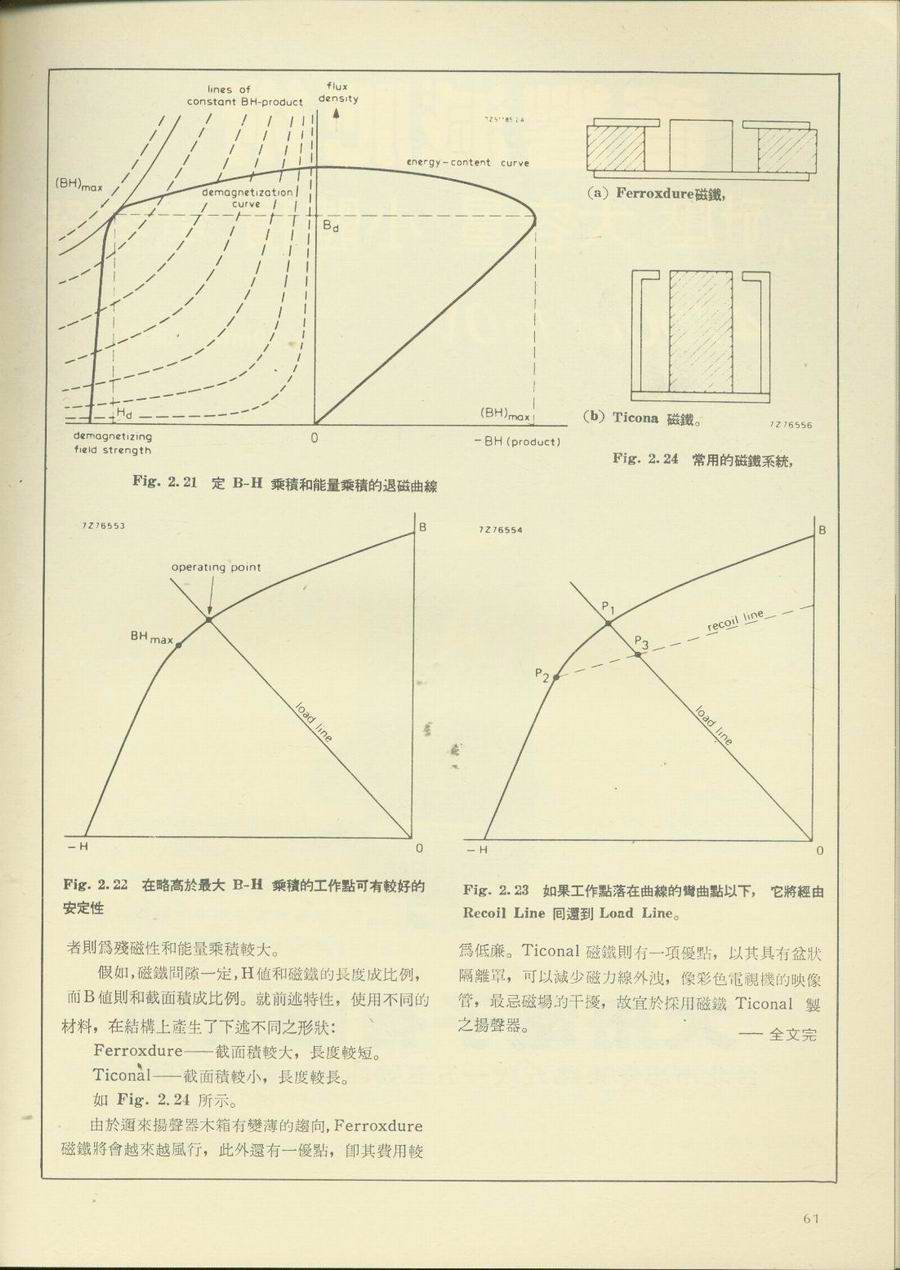 lines of
constant BH-product
flux
density
(BH)max
demagnetization
curve
energy-content curve
Bd
Hd
(BH)max
demagnetizing
field strength
0
-BH (product)
Fig. 2.21 定 B-H 乘積和能量乘積的退磁曲線
(a) Ferroxdure磁鐵,
(b) Ticona 磁鐵。
7Z76556
Fig. 2.24 常用的磁鐵系統,
7Z76553
B
operating point
BH max
load line
-H
0
Fig. 2.22 在略高於最大 B-H 乘積的工作點可有較好的
安定性
7Z76554
B
P1
recoil line
P3
P2
load line
-H
0
Fig. 2.23 如果工作點落在曲線的彎曲點以下, 它將經由
Recoil Line 囘還到 Load Line。
者則爲殘磁性和能量乘積較大。
假如,磁鐵間隙一定,H值和磁鐵的長度成比例,
而B值則和截面積成比例。就前述特性,使用不同的
材料,在結構上產生了下述不同之形狀:
Ferroxdure——截面積較大,長度較短。
Ticonal——截面積較小,長度較長。
如 Fig. 2.24 所示。
由於邇來揚聲器木箱有變薄的趨向,Ferroxdure
磁鐵將會越來越風行,此外還有一優點,卽其費用較
爲低廉。Ticonal 磁鐵則有一項優點,以其具有盆狀
隔離罩,可以減少磁力線外洩,像彩色電視機的映像
管,最忌磁場的干擾,故宜於採用磁鐵 Ticonal 製
之揚聲器。
── 全文完
61